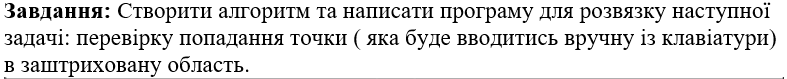 Завдання: Створити алгоритм та написати програму для розвязку наступної
задачі: перевірку попадання точки ( яка буде вводитись вручну із клавіатури)
в заштриховану область.